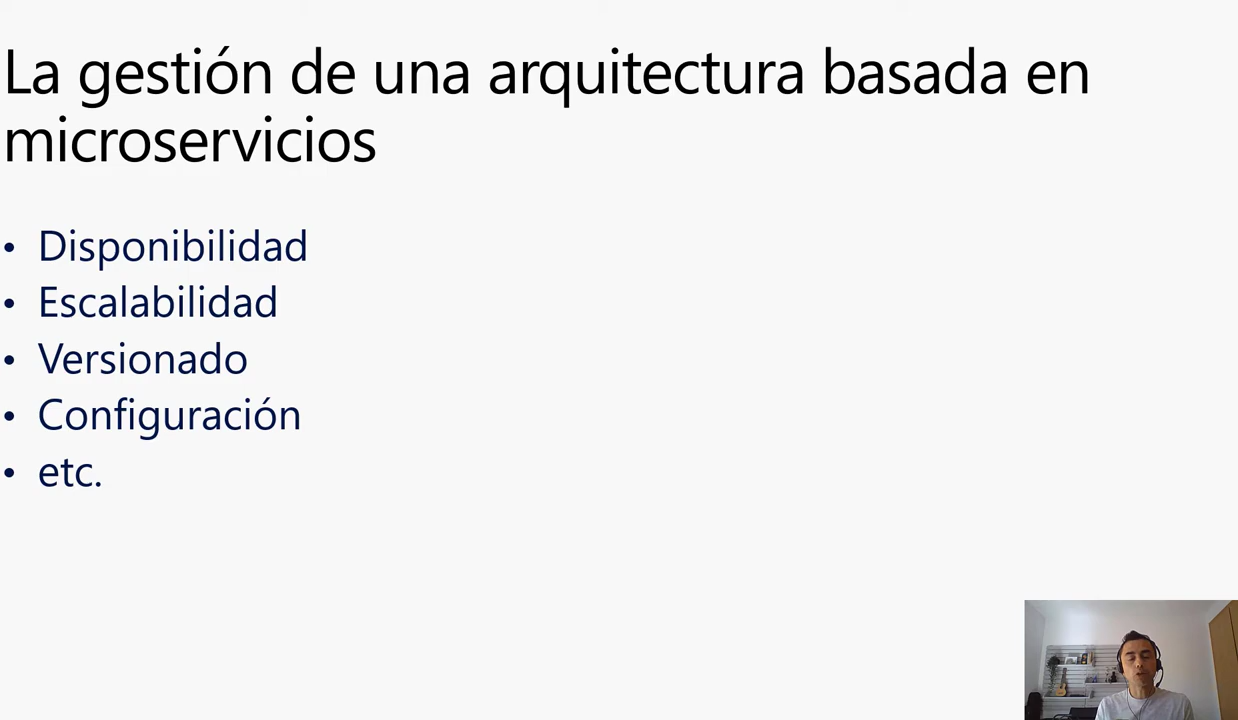 La gestión de una arquitectura basada en
microservicios
• Disponibilidad
• Escalabilidad
• Versionado
• Configuración
• etc.